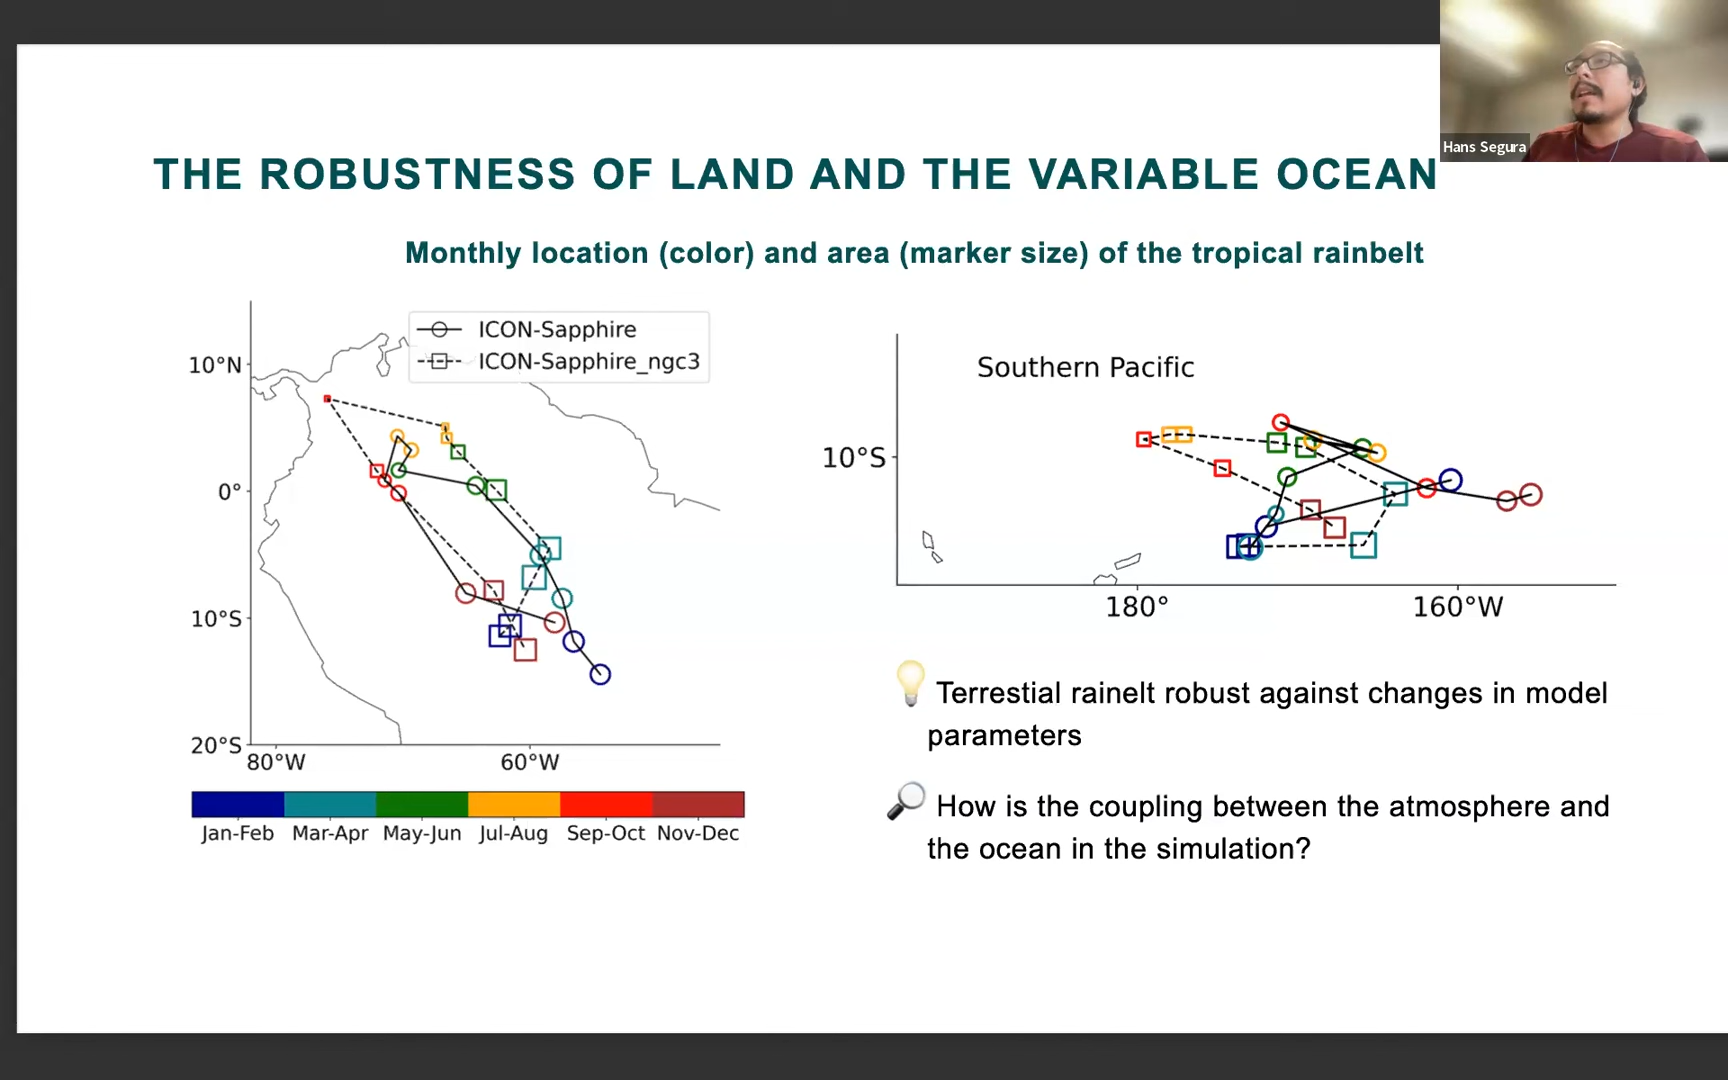 Hans Segura
THE ROBUSTNESS OF LAND AND THE VARIABLE OCEAN
Monthly location (color) and area (marker size) of the tropical rainbelt
ICON-Sapphire
ICON-Sapphire_ngc3
10°N
0°
10°S
20°S
80°W
60°W
Jan-Feb
Mar-Apr
May-Jun
Jul-Aug
Sep-Oct
Nov-Dec
Southern Pacific
10°S
180°
160°W
Terrestial rainelt robust against changes in model
parameters
How is the coupling between the atmosphere and
the ocean in the simulation?